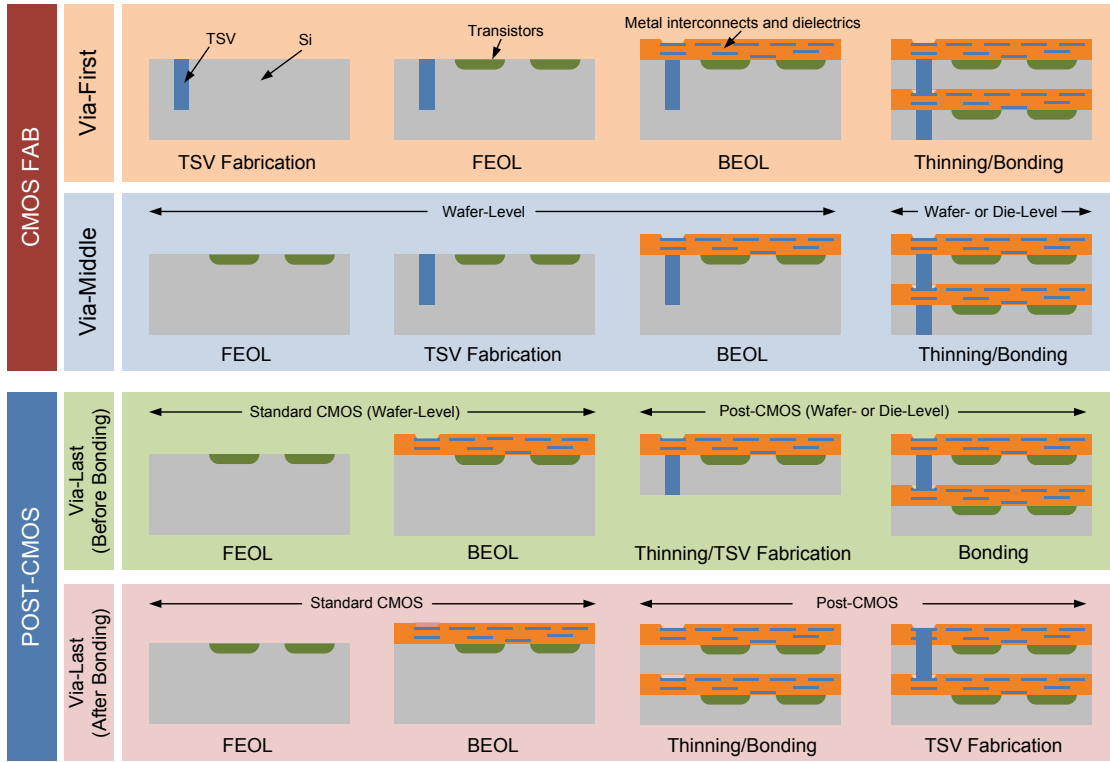 CMOS FAB
Via-First
TSV
Si
Transistors
Metal interconnects and dielectrics
TSV Fabrication
FEOL
BEOL
Thinning/Bonding
Via-Middle
Wafer-Level
Wafer- or Die-Level
FEOL
TSV Fabrication
BEOL
Thinning/Bonding
POST-CMOS
Via-Last
(Before Bonding)
Standard CMOS (Wafer-Level)
Post-CMOS (Wafer- or Die-Level)
FEOL
BEOL
Thinning/TSV Fabrication
Bonding
Via-Last
(After Bonding)
Standard CMOS
Post-CMOS
FEOL
BEOL
Thinning/Bonding
TSV Fabrication